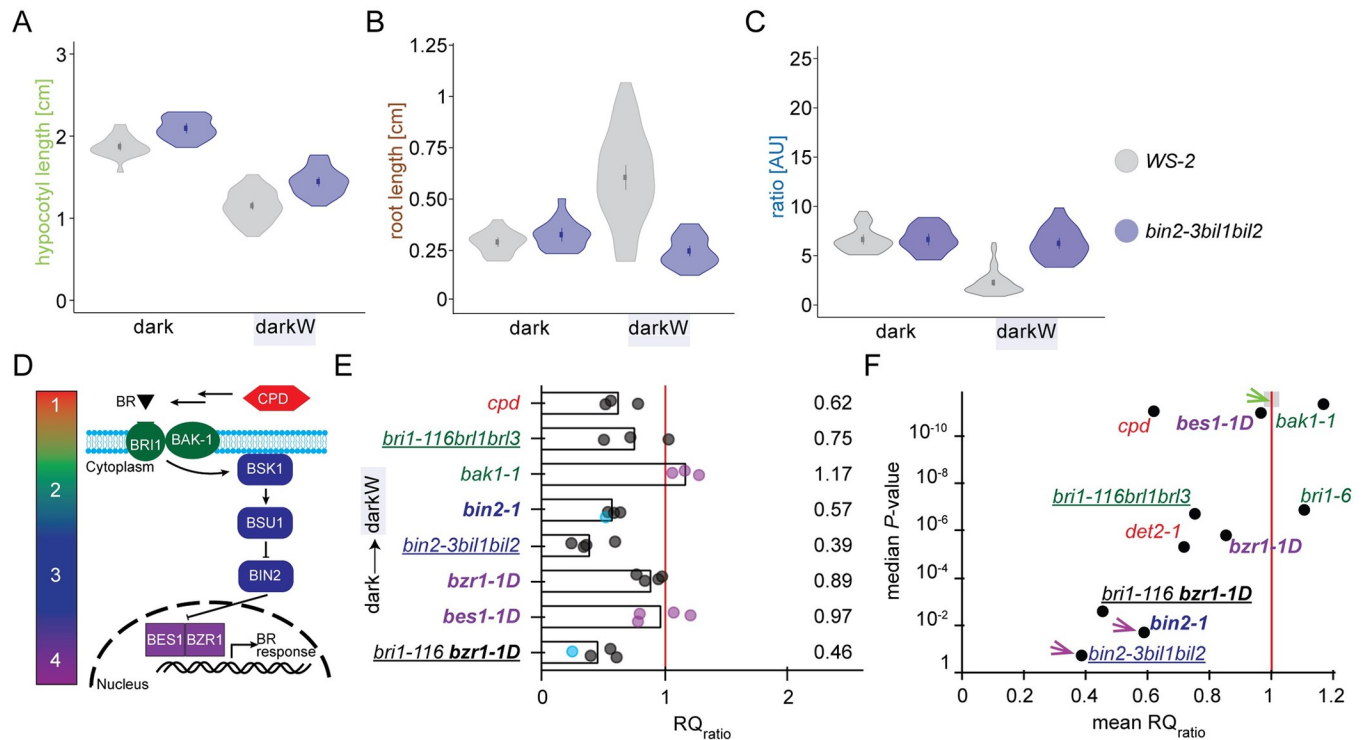 A
hypocotyl length [cm]
3
2
1
0
dark
darkW
B
root length [cm]
1.25
1.0
0.75
0.50
0.25
0
dark
darkW
C
ratio [AU]
25
20
15
10
5
0
dark
darkW
WS-2
bin2-3bil1bil2
D
1
2
3
4
BR
CPD
BRI1
BAK-1
Cytoplasm
BSK1
BSU1
BIN2
BES1
BZR1
BR
response
Nucleus
E
dark
darkW
cpd
0.62
bri1-116brl1brl3
0.75
bak1-1
1.17
bin2-1
0.57
bin2-3bil1bil2
0.39
bzr1-1D
0.89
bes1-1D
0.97
bri1-116 bzr1-1D
0.46
0
1
2
RQratio
F
median P-value
10-10
10-8
10-6
10-4
10-2
1
cpd
bes1-1D
bak1-1
bri1-116brl1brl3
bri1-6
det2-1
bzr1-1D
bri1-116 bzr1-1D
bin2-1
bin2-3bil1bil2
0
0.2
0.4
0.6
0.8
1
1.2
mean RQratio